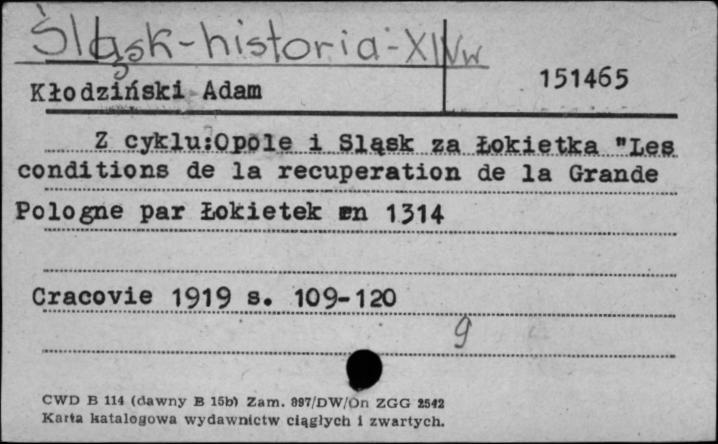 Śląsk-historia-XIVw
Kłodziński Adam
151465
Z cyklu:Opole i Sląsk za Łokietka "Les
conditions de la recuperation de la Grande
Pologne par Łokietek en 1314
Cracovie 1919 s. 109-120
9
CWD B 114 (dawny B 15b) Zam. 897/DW/On ZGG 2542
Karta katalogowa wydawnictw ciągłych i zwartych.